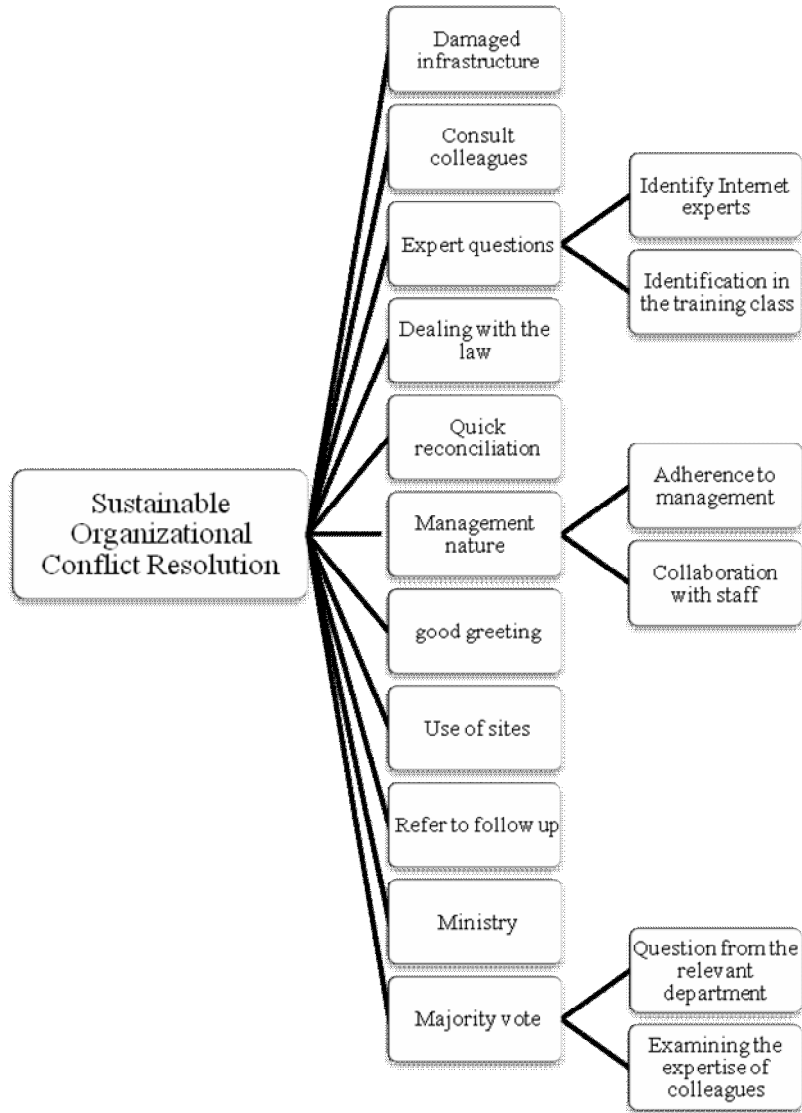 Sustainable
Organizational
Conflict Resolution
Damaged
infrastructure
Consult
colleagues
Expert questions
Identify Internet
experts
Identification in
the training class
Dealing with the
law
Quick
reconciliation
Management
nature
Adherence to
management
Collaboration
with staff
good greeting
Use of sites
Refer to follow up
Ministry
Majority vote
Question from the
relevant
department
Examining the
expertise of
colleagues